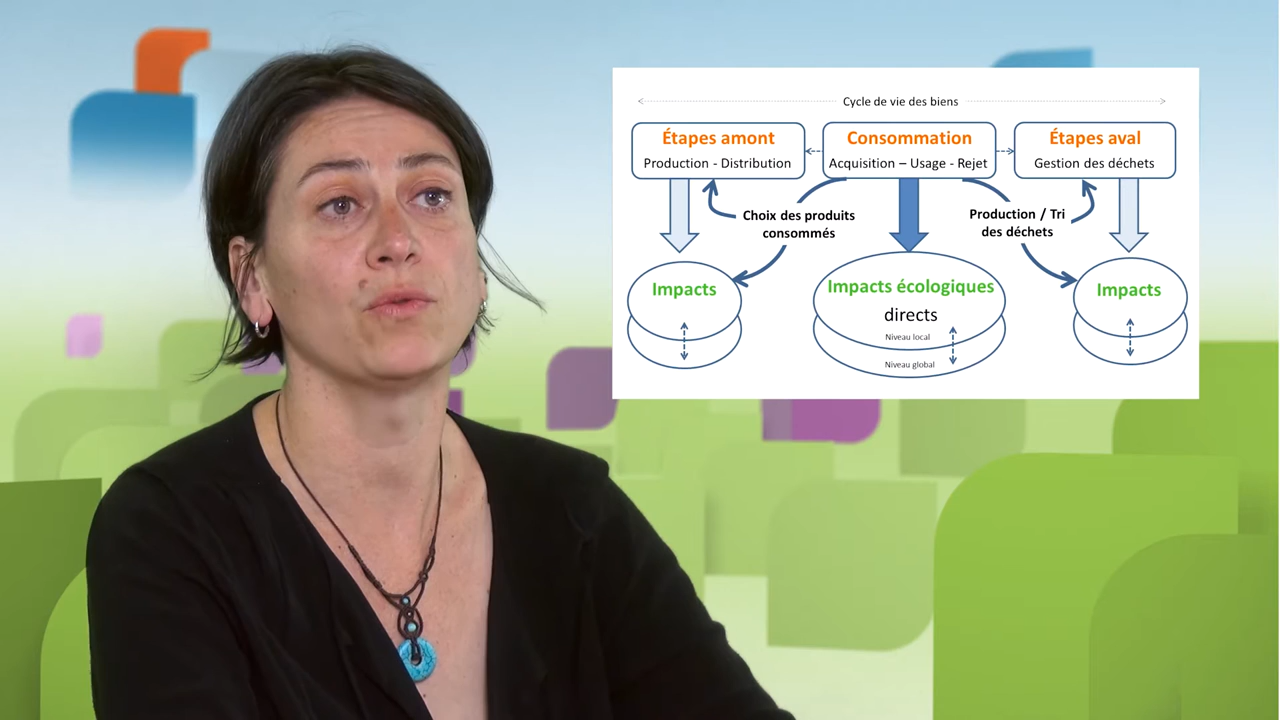 Cycle de vie des biens
Étapes amont
Production - Distribution
Consommation
Acquisition – Usage - Rejet
Étapes aval
Gestion des déchets
Choix des produits
consommés
Production / Tri
des déchets
Impacts
Impacts écologiques
directs
Niveau local
Niveau global
Impacts